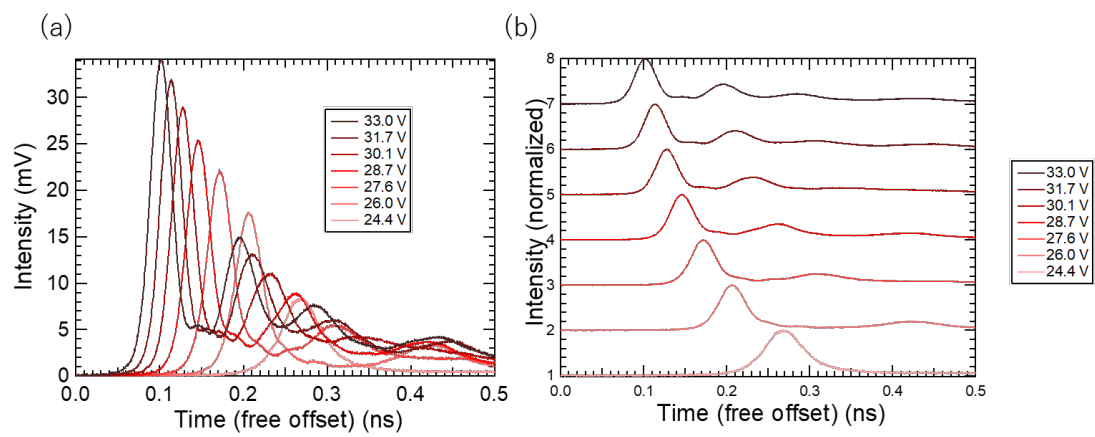 (a)
(b)
Intensity (mV)
30
25
20
15
10
5
0
0.0 0.1 0.2 0.3 0.4 0.5
Time (free offset) (ns)
33.0 V
31.7 V
30.1 V
28.7 V
27.6 V
26.0 V
24.4 V
Intensity (normalized)
8
7
6
5
4
3
2
1
0.0 0.1 0.2 0.3 0.4 0.5
Time (free offset) (ns)
33.0 V
31.7 V
30.1 V
28.7 V
27.6 V
26.0 V
24.4 V